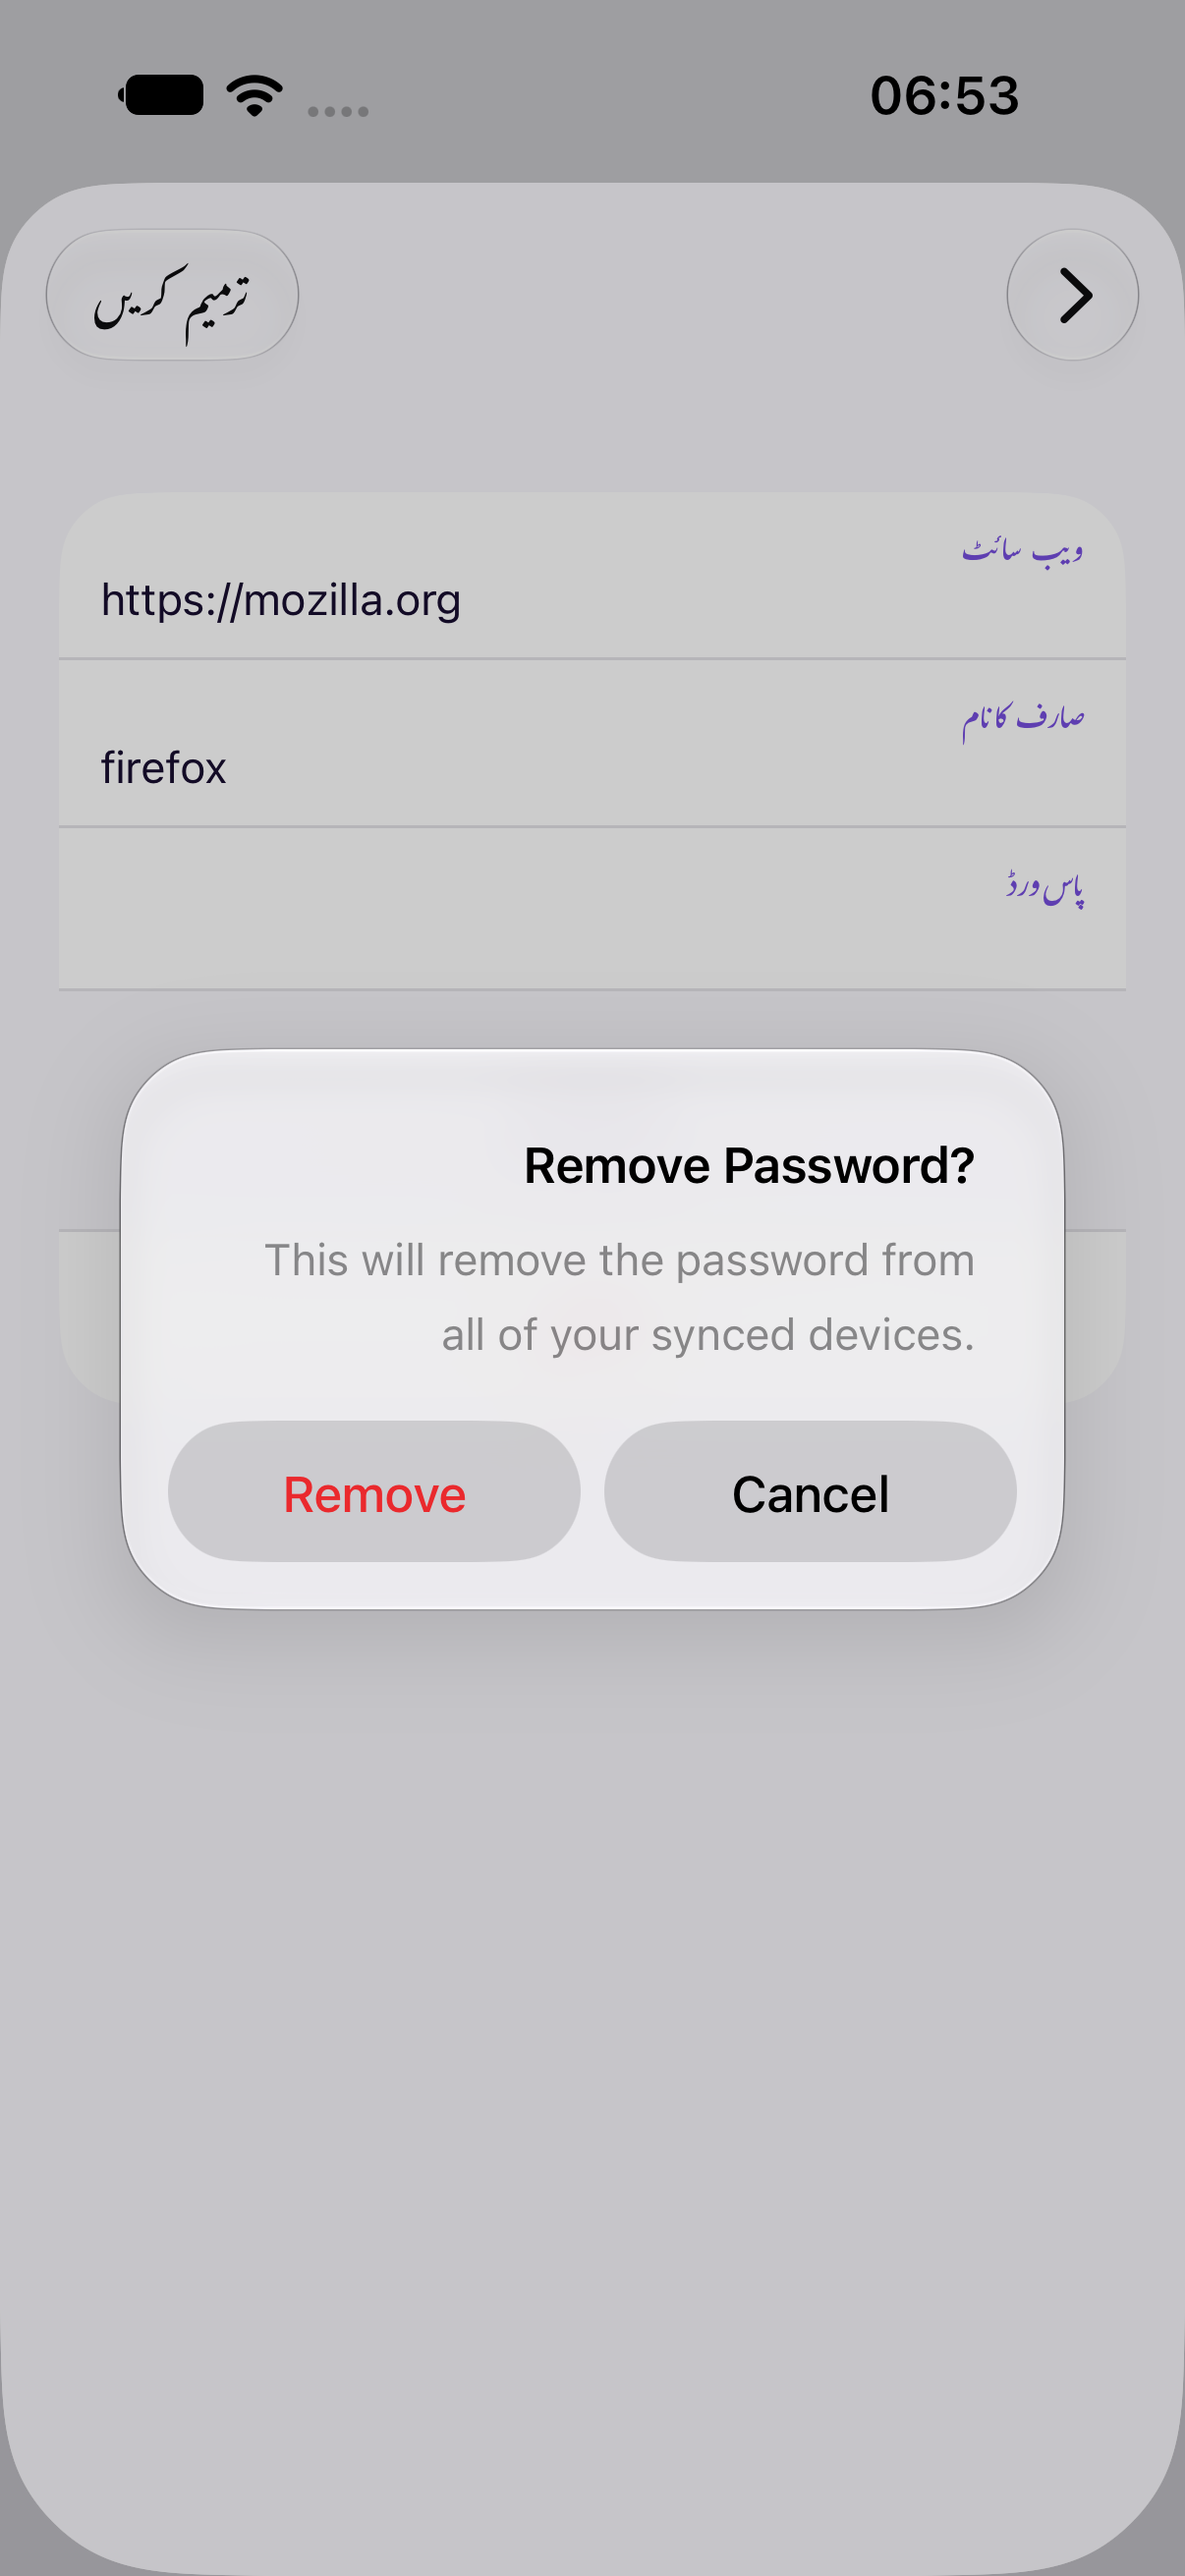 06:53
ترمیم کریں
ویب سائٹ
https://mozilla.org
صارف کا نام
firefox
پاس ورڈ
Remove Password?
This will remove the password from
all of your synced devices.
Remove
Cancel